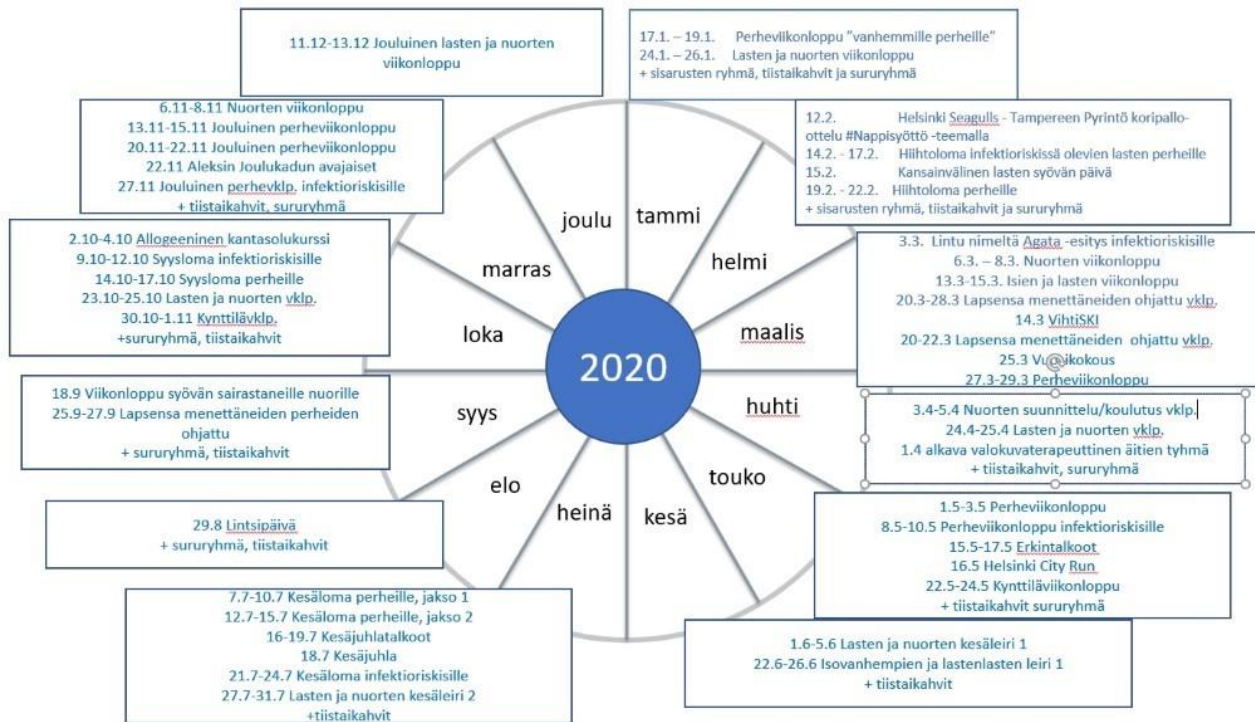 11.12-13.12 Jouluinen lasten ja nuorten
viikonloppu
17.1. – 19.1. Perheviikonloppu "vanhemmille perheille"
24.1. – 26.1. Lasten ja nuorten viikonloppu
+ sisarusten ryhmä, tiistaikahvit ja sururyhmä
12.2. Helsinki Seagulls - Tampereen Pyrintö koripallo-
ottelu #Nappisyöttö -teemalla
14.2. - 17.2. Hiihtoloma infektioriskissä olevien lasten perheille
15.2. Kansainvälinen lasten syövän päivä
19.2. - 22.2. Hiihtoloma perheille
+ sisarusten ryhmä, tiistaikahvit ja sururyhmä
3.3. Lintu nimeltä Agata -esitys infektioriskisille
6.3. – 8.3. Nuorten viikonloppu
13.3-15.3. Isien ja lasten viikonloppu
20.3-28.3 Lapsensa menettäneiden ohjattu vklp.
14.3 VihtiSKI
20-22.3 Lapsensa menettäneiden ohjattu vklp.
25.3
27.3-29.3 Perheviikonloppu
3.4-5.4 Nuorten suunnittelu/koulutus vklp.
24.4-25.4 Lasten ja nuorten vklp.
1.4 alkava valokuvaterapeuttinen äitien tyhmä
+ tiistaikahvit, sururyhmä
1.5-3.5 Perheviikonloppu
8.5-10.5 Perheviikonloppu infektioriskisille
15.5-17.5 Erkintalkoot
16.5 Helsinki City Run
22.5-24.5 Kynttiläviikonloppu
+ tiistaikahvit sururyhmä
1.6-5.6 Lasten ja nuorten kesäleiri 1
22.6-26.6 Isovanhempien ja lastenlasten leiri 1
+ tiistaikahvit
7.7-10.7 Kesäloma perheille, jakso 1
12.7-15.7 Kesäloma perheille, jakso 2
16-19.7 Kesäjuhlatalkoot
18.7 Kesäjuhla
21.7-24.7 Kesäloma infektioriskisille
27.7-31.7 Lasten ja nuorten kesäleiri 2
+tiistaikahvit
29.8 Lintsipäivä
+ sururyhmä, tiistaikahvit
18.9 Viikonloppu syövän sairastaneille nuorille
25.9-27.9 Lapsensa menettäneiden perheiden
ohjattu
+ sururyhmä, tiistaikahvit
2.10-4.10 Allogeeninen kantasolukurssi
9.10-12.10 Syysloma infektioriskisille
14.10-17.10 Syysloma perheille
23.10-25.10 Lasten ja nuorten vklp.
30.10-1.11 Kynttilävklp.
+sururyhmä, tiistaikahvit
6.11-8.11 Nuorten viikonloppu
13.11-15.11 Jouluinen perheviikonloppu
20.11-22.11 Jouluinen perheviikonloppu
22.11 Aleksin Joulukadun avajaiset
27.11 Jouluinen perhevklp. infektioriskisille
+ tiistaikahvit, sururyhmä
tammi
helmi
maalis
huhti
touko
kesä
heinä
elo
syys
loka
marras
joulu
2020